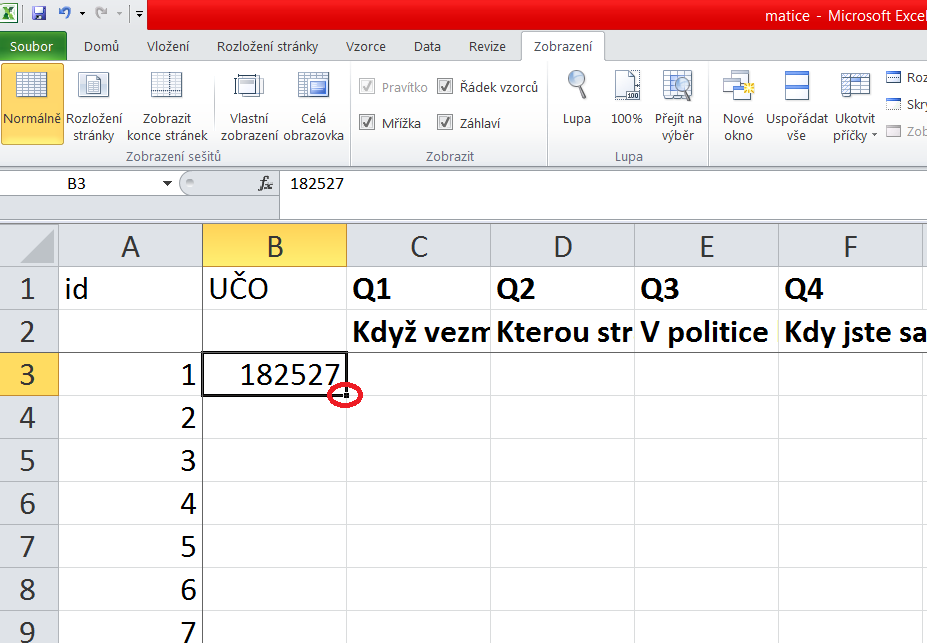 matice - Microsoft Excel
Soubor Domů Vložení Rozložení stránky Vzorce Data Revize Zobrazení
Normálně Rozložení stránky Zobrazit konce stránek Vlastní zobrazení Celá obrazovka
Zobrazení sešitů
Pravítko Řádek vzorců
Mřížka Záhlaví
Zobrazit
Lupa 100% Přejít na výběr
Lupa
Nové okno Uspořádat vše Ukotvit příčky
Roz
Skr
Zob
B3 fx 182527
A B C D E F
1 id UČO Q1 Q2 Q3 Q4
2 Když vezm Kterou str V politice Kdy jste sa
3 1 182527
4 2
5 3
6 4
7 5
8 6
9 7